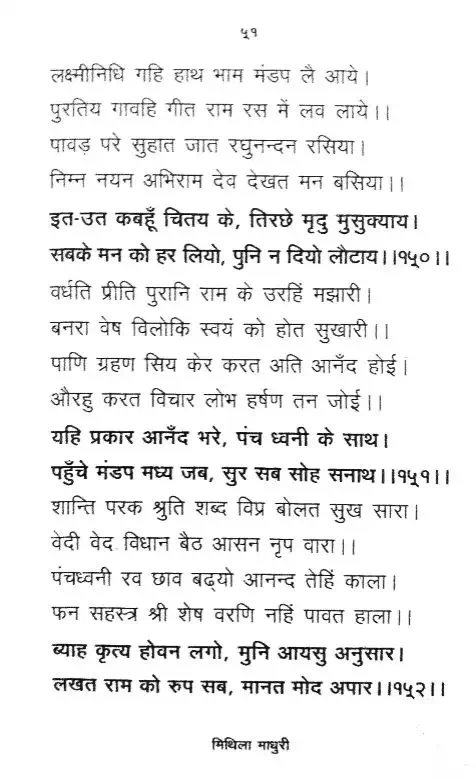 ५१
लक्ष्मीनिधि गहि हाथ भाम मंडप लै आये।
पुरतिय गावहि गीत राम रस में लव लाये।।
पावड़ परे सुहात जात रघुनन्दन रसिया।
निम्न नयन अभिराम देव देखत मन बसिया।।
इत-उत कबहूँ चितय के, तिरछे मृदु मुसुक्याय।
सबके मन को हर लियो, पुनि न दियो लौटाय।।१५०।।
वर्धति प्रीति पुरानि राम के उरहिं मझारी।
बनरा वेष विलोकि स्वयं को होत सुखारी।।
पाणि ग्रहण सिय केर करत अति आनँद होई।
औरहु करत विचार लोभ हर्षण तन जोई।।
यहि प्रकार आनँद भरे, पंच ध्वनी के साथ।
पहुँचे मंडप मध्य जब, सुर सब सोह सनाथ।।१५१।।
शान्ति परक श्रुति शब्द विप्र बोलत सुख सारा।
वेदी वेद विधान बैठ आसन नृप वारा।।
पंचध्वनी रव छाव बढ्यो आनन्द तेहिं काला।
फन सहस्त्र श्री शेष वरणि नहिं पावत हाला।।
ब्याह कृत्य होवन लगो, मुनि आयसु अनुसार।
लखत राम को रुप सब, मानत मोद अपार।।१५२।।
मिथिला माधुरी